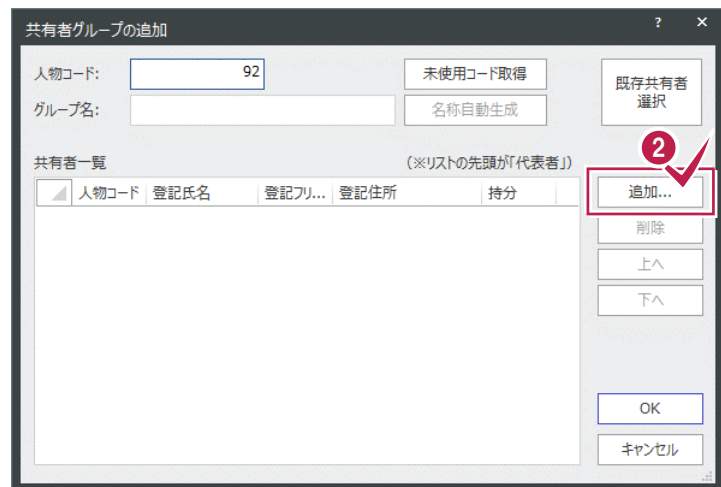 共有者グループの追加 ? ×
人物コード: 92 未使用コード取得
既存共有者
選択
グループ名: 名称自動生成
2
共有者一覧 (※リストの先頭が「代表者」)
人物コード 登記氏名 登記フリ... 登記住所 持分
追加...
削除
上へ
下へ
OK
キャンセル